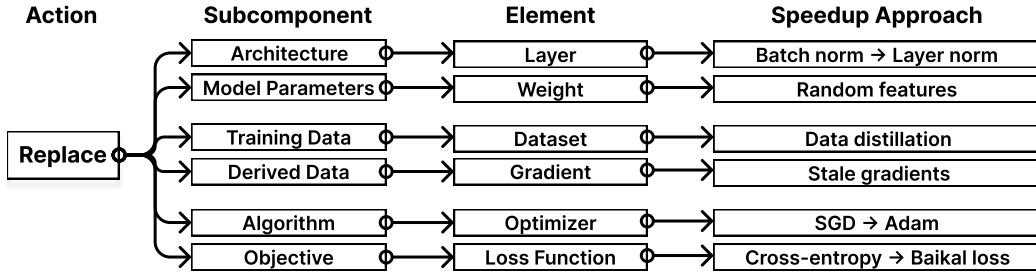 Action Subcomponent Element Speedup Approach
Architecture Layer Batch norm → Layer norm
Model Parameters Weight Random features
Training Data Dataset Data distillation
Replace
Derived Data Gradient Stale gradients
Algorithm Optimizer SGD → Adam
Objective Loss Function Cross-entropy → Baikal loss